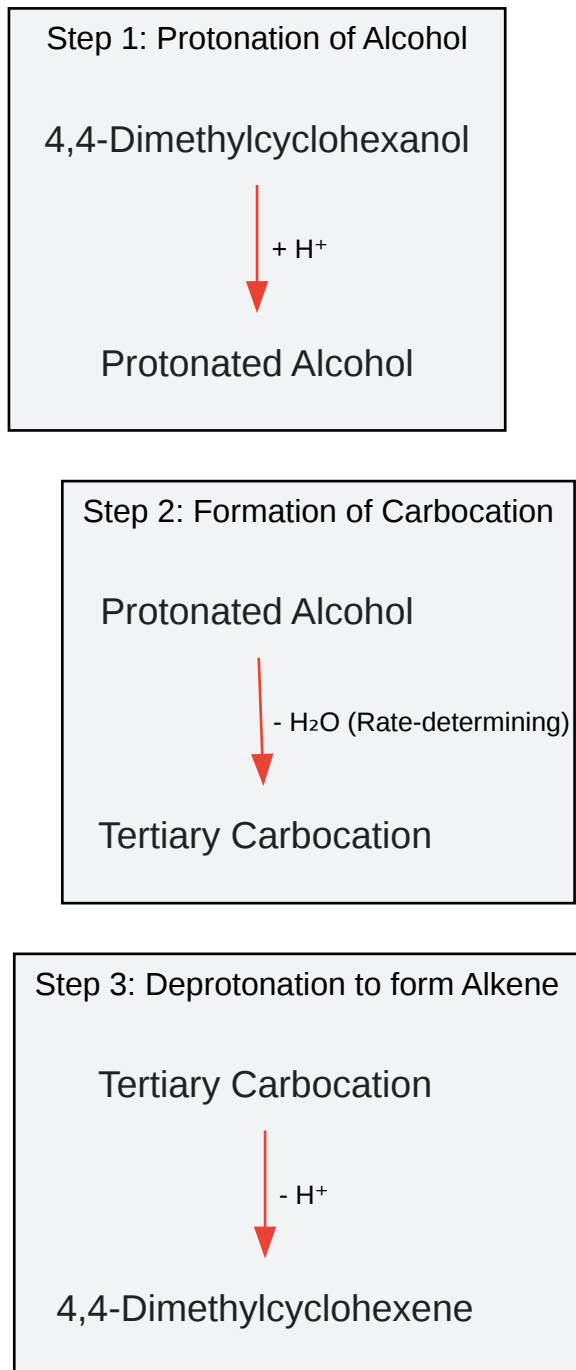 Step 1: Protonation of Alcohol
4,4-Dimethylcyclohexanol
+ H⁺
Protonated Alcohol
Step 2: Formation of Carbocation
Protonated Alcohol
- H₂O (Rate-determining)
Tertiary Carbocation
Step 3: Deprotonation to form Alkene
Tertiary Carbocation
- H⁺
4,4-Dimethylcyclohexene